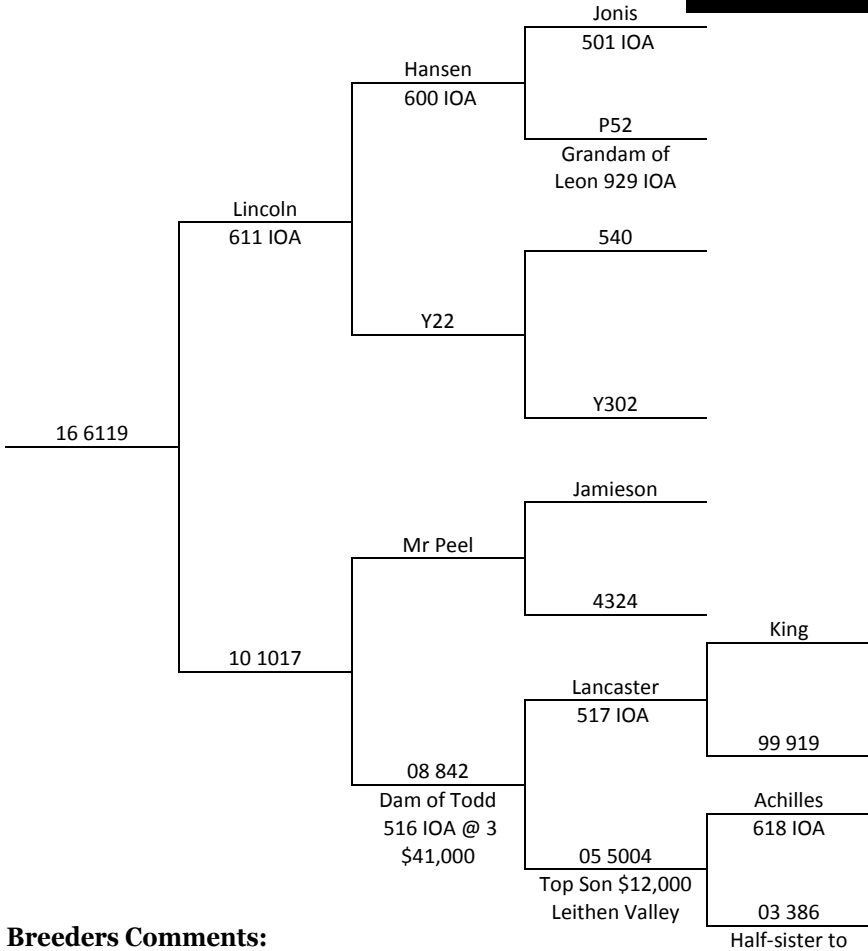 Jonis
501 IOA
Hansen
600 IOA
P52
Grandam of
Leon 929 IOA
Lincoln
611 IOA
540
Y22
Y302
16 6119
Jamieson
Mr Peel
4324
King
10 1017
Lancaster
517 IOA
99 919
08 842
Dam of Todd
516 IOA @ 3
$41,000
Achilles
618 IOA
05 5004
Top Son $12,000
Leithen Valley
03 386
Half-sister to
Breeders Comments: